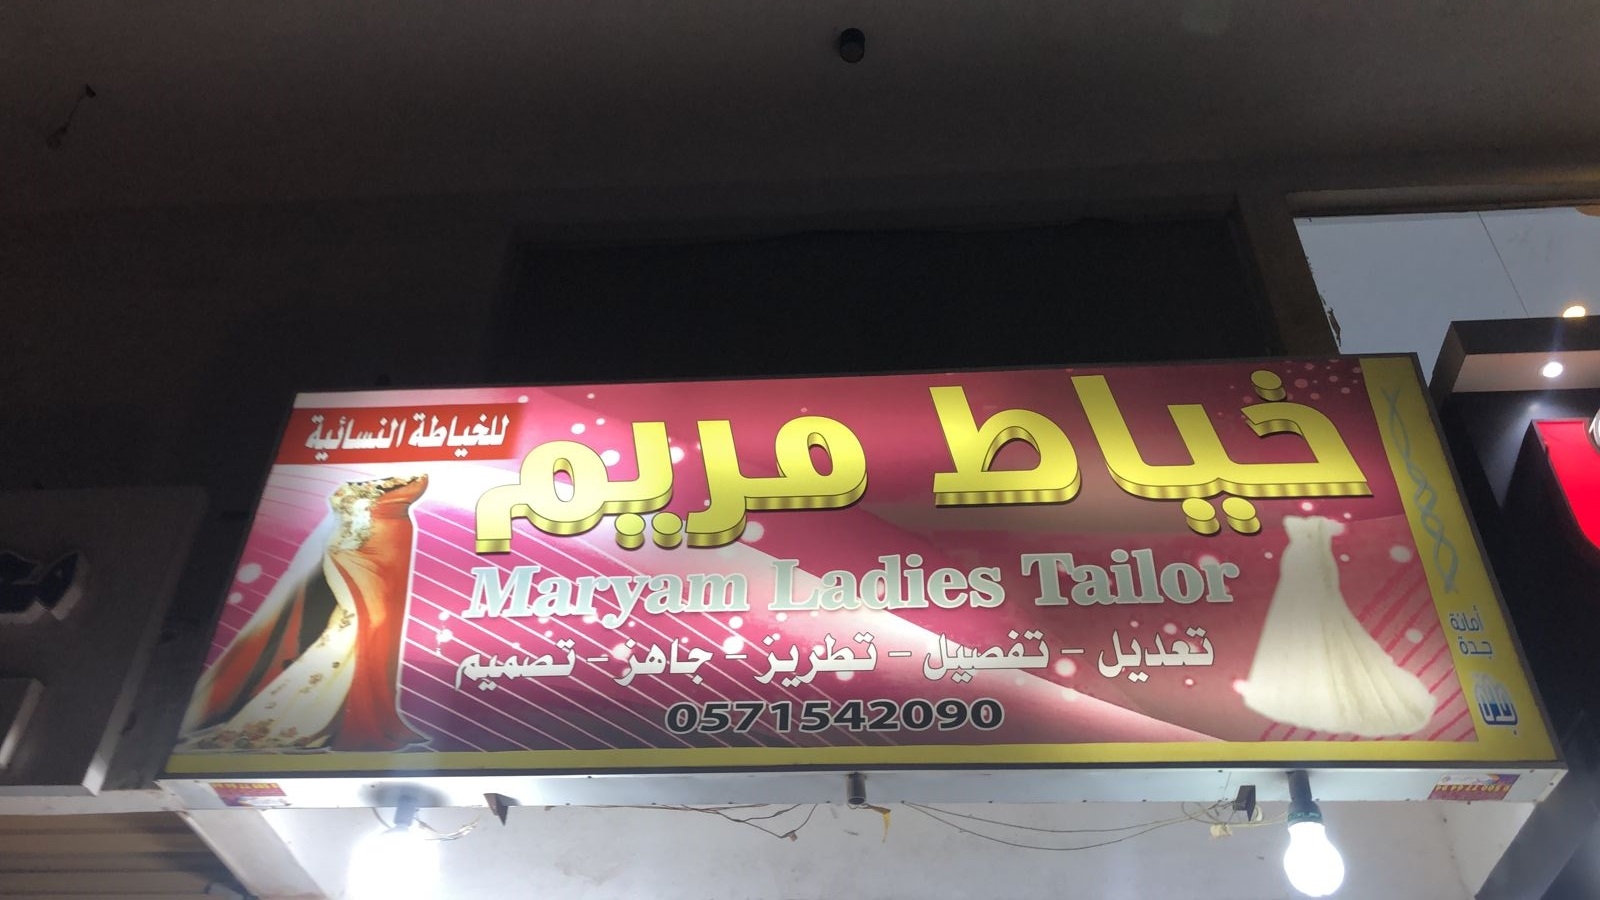 خياط مريم
للخياطة النسائية
Maryam Ladies Tailor
تعديل - تفصيل - تطريز - جاهز - تصميم
0571542090
أمانة
جدة